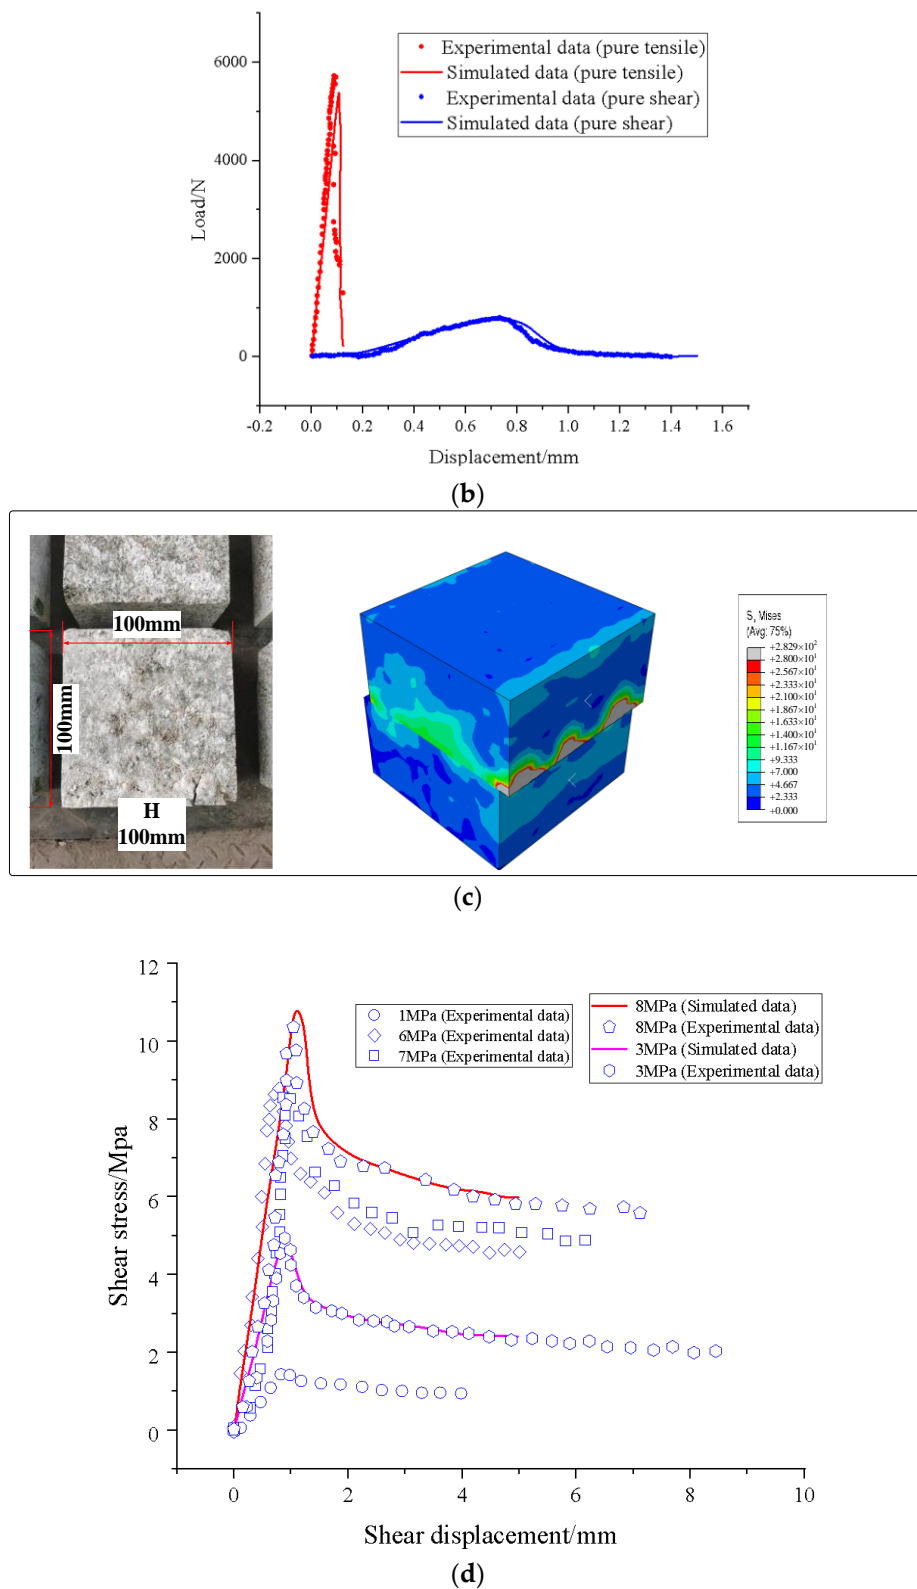 Experimental data (pure tensile)
Simulated data (pure tensile)
Experimental data (pure shear)
Simulated data (pure shear)
6000
4000
2000
0
Load/N
-0.2 0.0 0.2 0.4 0.6 0.8 1.0 1.2 1.4 1.6
Displacement/mm
(b)
100mm
100mm
H
100mm
S, Mises
(Avg: 75%)
+2.829×10²
+2.800×10¹
+2.567×10¹
+2.333×10¹
+2.100×10¹
+1.867×10¹
+1.633×10¹
+1.400×10¹
+1.167×10¹
+9.333
+7.000
+4.667
+2.333
+0.000
(c)
12
10
8
6
4
2
0
Shear stress/Mpa
1MPa (Experimental data)
6MPa (Experimental data)
7MPa (Experimental data)
8MPa (Simulated data)
8MPa (Experimental data)
3MPa (Simulated data)
3MPa (Experimental data)
0 2 4 6 8 10
Shear displacement/mm
(d)